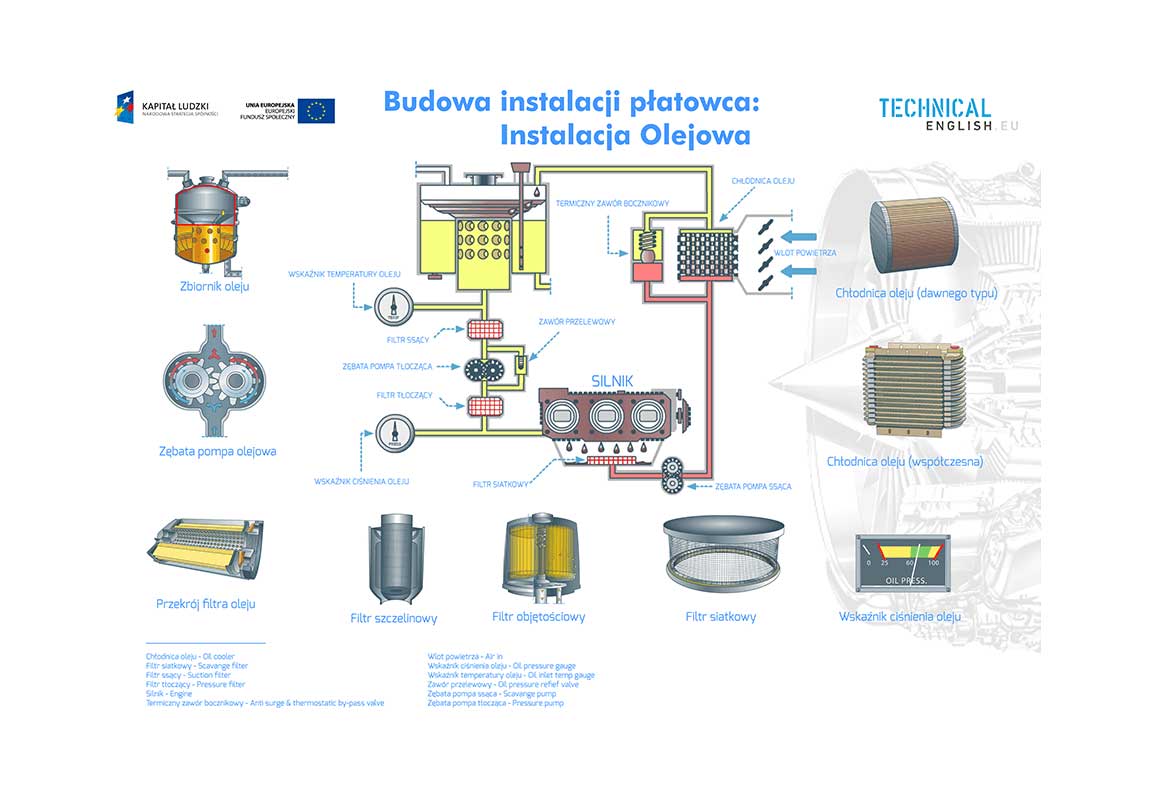 KAPITAŁ LUDZKI
NARODOWA STRATEGIA SPÓJNOŚCI
UNIA EUROPEJSKA
EUROPEJSKI
FUNDUSZ SPOŁECZNY
Budowa instalacji płatowca:
Instalacja Olejowa
TECHNICAL
ENGLISH.EU
CHŁODNICA OLEJU
TERMICZNY ZAWÓR BOCZNIKOWY
WLOT POWIETRZA
WSKAŹNIK TEMPERATURY OLEJU
Zbiornik oleju
Chłodnica oleju (dawnego typu)
TEMP
ZAWÓR PRZELEWOWY
FILTR SSĄCY
ZĘBATA POMPA TŁOCZĄCA
SILNIK
FILTR TŁOCZĄCY
PRESS
Zębata pompa olejowa
Chłodnica oleju (współczesna)
WSKAŹNIK CIŚNIENIA OLEJU
FILTR SIATKOWY
ZĘBATA POMPA SSĄCA
0 25 60 100
OIL PRESS.
Przekrój filtra oleju
Filtr szczelinowy
Filtr objętościowy
Filtr siatkowy
Wskaźnik ciśnienia oleju
Chłodnica oleju - Oil cooler
Filtr siatkowy - Scavange filter
Filtr ssący - Suction filter
Filtr tłoczący - Pressure filter
Silnik - Engine
Termiczny zawór bocznikowy - Anti surge & thermostatic by-pass valve
Wlot powietrza - Air in
Wskaźnik ciśnienia oleju - Oil pressure gauge
Wskaźnik temperatury oleju - Oil inlet temp gauge
Zawór przelewowy - Oil pressure refief valve
Zębata pompa ssąca - Scavange pump
Zębata pompa tłocząca - Pressure pump